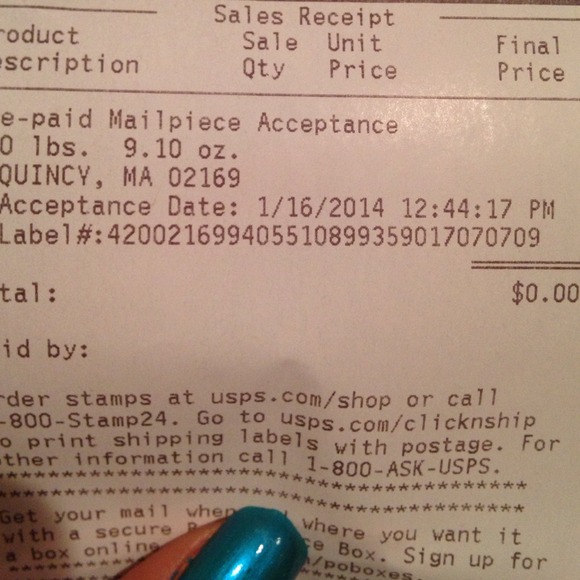 Sales Receipt
roduct Sale Unit Final
escription Qty Price Price
e-paid Mailpiece Acceptance
0 lbs. 9.10 oz.
QUINCY, MA 02169
Acceptance Date: 1/16/2014 12:44:17 PM
Label#:420021699405510899359017070709
tal: $0.00
id by:
rder stamps at usps.com/shop or call
-800-Stamp24. Go to usps.com/clicknship
o print shipping labels with postage. For
ther information call 1-800-ASK-USPS.
******************************************
******************************************
Get your mail when where you want it
with a secure ce Box. Sign up for
a box online /poboxes.